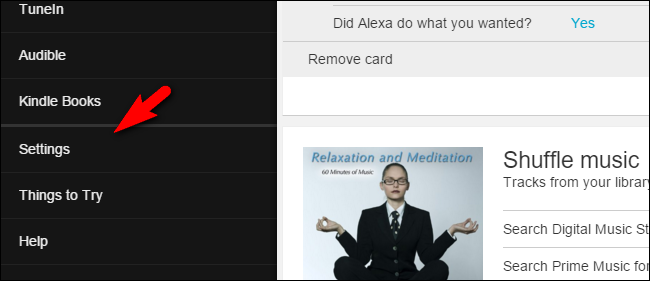 TuneIn
Audible
Kindle Books
Settings
Things to Try
Help
Did Alexa do what you wanted? Yes
Remove card
Relaxation and Meditation
60 Minutes of Music
Shuffle music
Tracks from your library
Search Digital Music St
Search Prime Music for